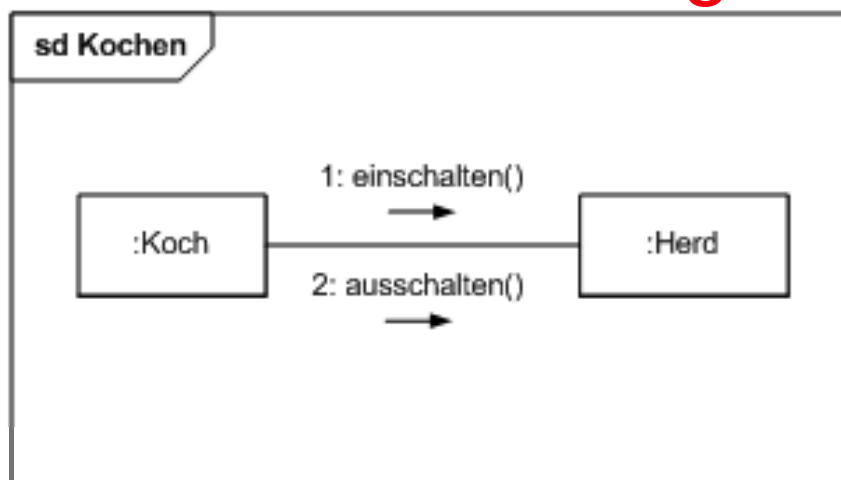 sd Kochen
1: einschalten()
:Koch
:Herd
2: ausschalten()